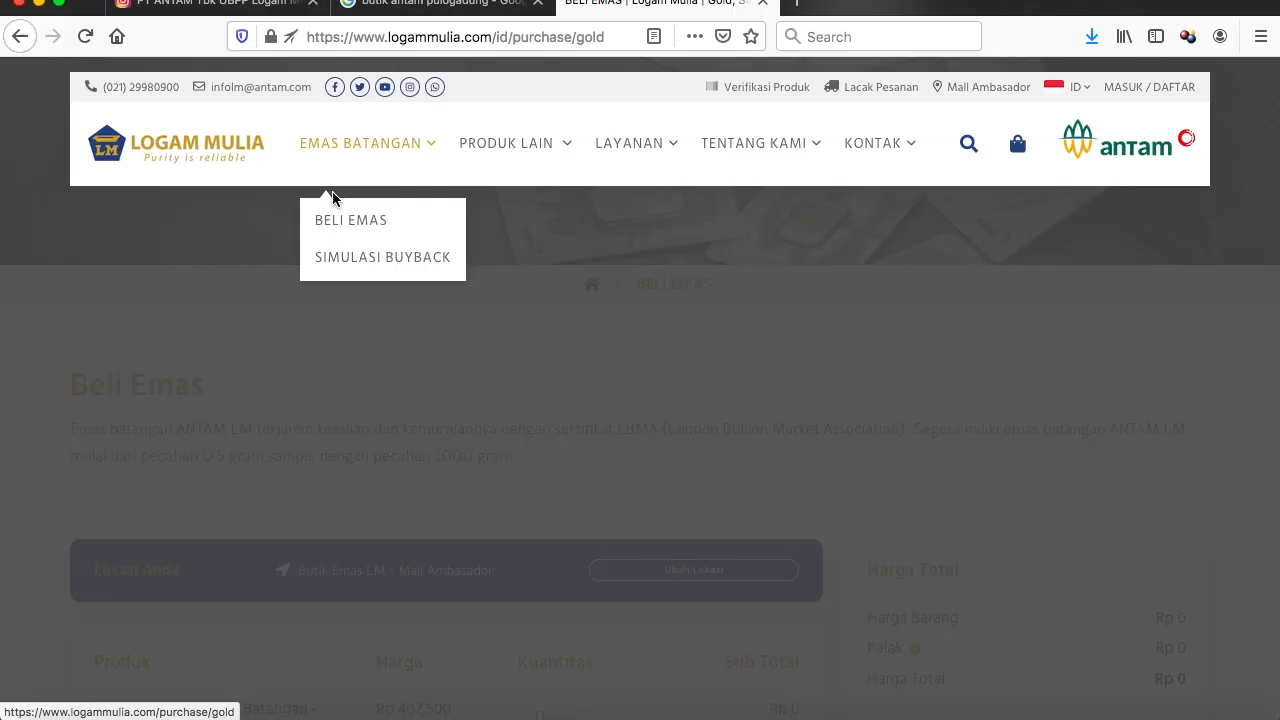 PT ANTAM Tbk UBPP Logam M
butik antam pulogadung - Goog
BELI EMAS | Logam Mulia | Gold, S
https://www.logammulia.com/id/purchase/gold
Search
(021) 29980900
infolm@antam.com
Verifikasi Produk
Lacak Pesanan
Mall Ambasador
ID
MASUK / DAFTAR
LM
LOGAM MULIA
Purity is reliable
EMAS BATANGAN
PRODUK LAIN
LAYANAN
TENTANG KAMI
KONTAK
antam
BELI EMAS
SIMULASI BUYBACK
BELI EMAS
Beli Emas
Emas batangan ANTAM LM terjamin keaslian dan kemurniannya dengan sertifikat LBMA (London Bullion Market Association). Segera miliki emas batangan ANTAM LM
mulai dari pecahan 0.5 gram sampai dengan pecahan 1000 gram.
Lokasi Anda
Butik Emas LM - Mall Ambasador
Ubah Lokasi
Harga Total
Harga Barang Rp 0
Pajak Rp 0
Harga Total Rp 0
Produk Harga Kuantitas Sub Total
Batangan - Rp 407,500 0 Rp 0
https://www.logammulia.com/purchase/gold